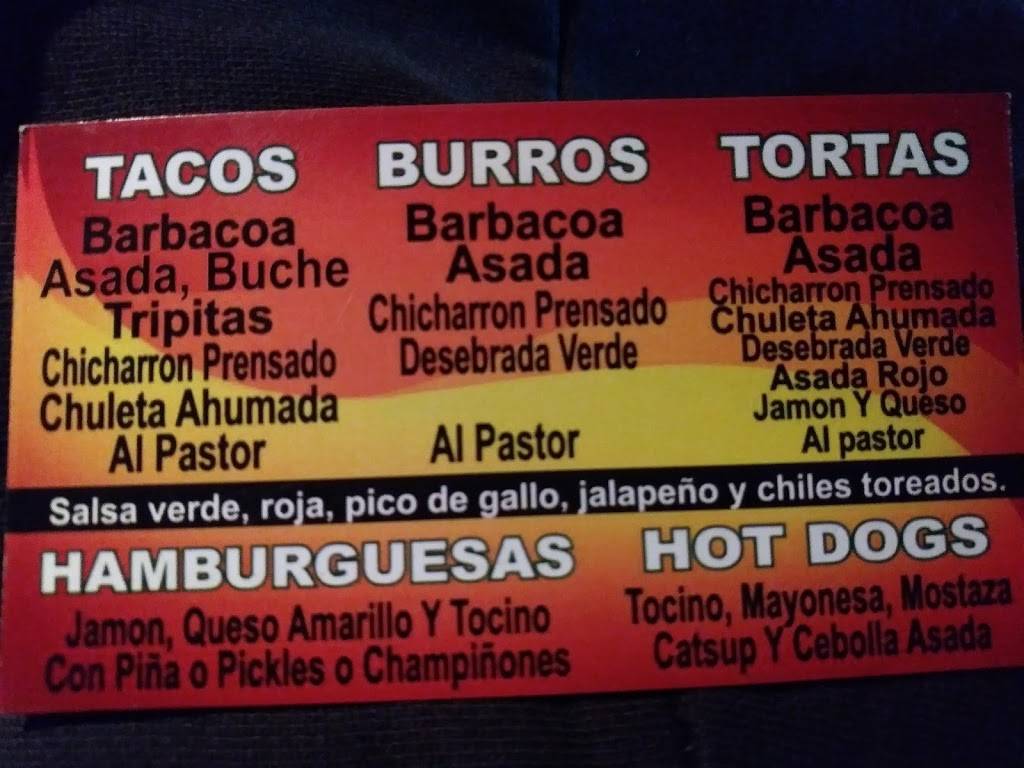 TACOS
Barbacoa
Asada, Buche
Tripitas
Chicharron Prensado
Chuleta Ahumada
Al Pastor
BURROS
Barbacoa
Asada
Chicharron Prensado
Desebrada Verde
Al Pastor
TORTAS
Barbacoa
Asada
Chicharron Prensado
Chuleta Ahumada
Desebrada Verde
Asada Rojo
Jamon Y Queso
Al pastor
Salsa verde, roja, pico de gallo, jalapeño y chiles toreados.
HAMBURGUESAS
Jamon, Queso Amarillo Y Tocino
Con Piña o Pickles o Champiñones
HOT DOGS
Tocino, Mayonesa, Mostaza
Catsup Y Cebolla Asada